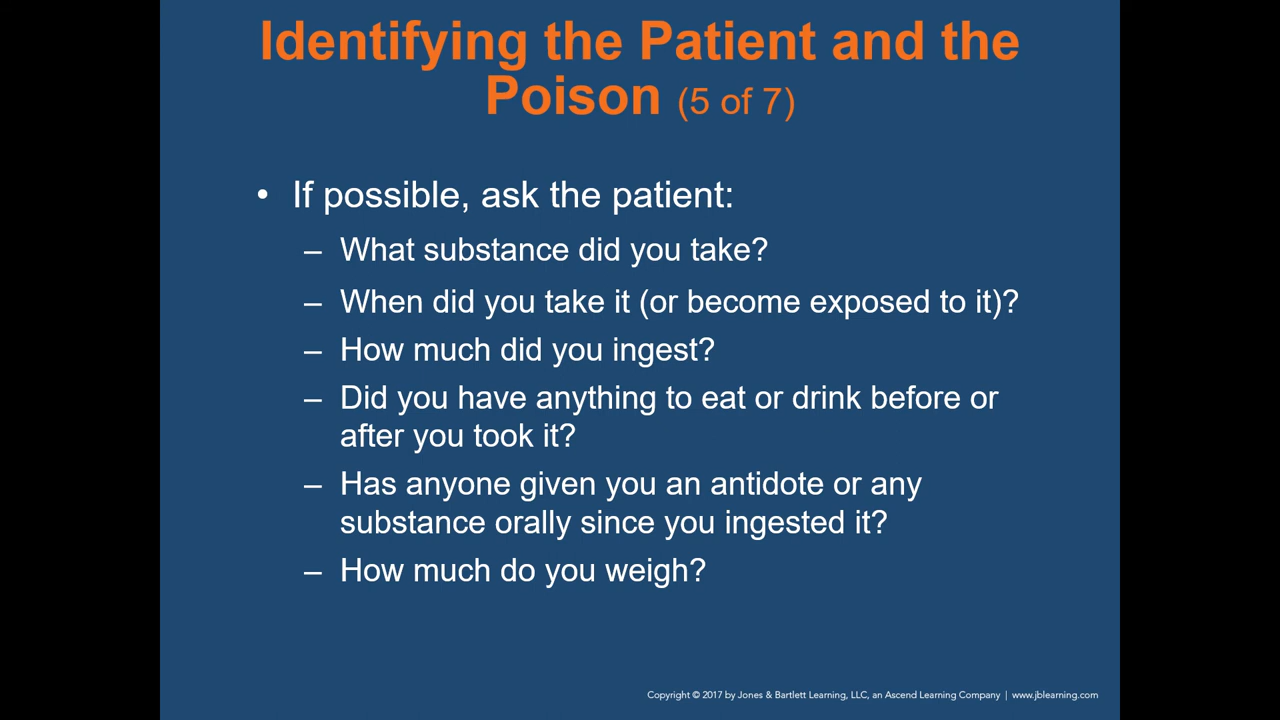 Identifying the Patient and the
Poison (5 of 7)
• If possible, ask the patient:
– What substance did you take?
– When did you take it (or become exposed to it)?
– How much did you ingest?
– Did you have anything to eat or drink before or
after you took it?
– Has anyone given you an antidote or any
substance orally since you ingested it?
– How much do you weigh?
Copyright © 2017 by Jones & Bartlett Learning, LLC, an Ascend Learning Company | www.jblearning.com